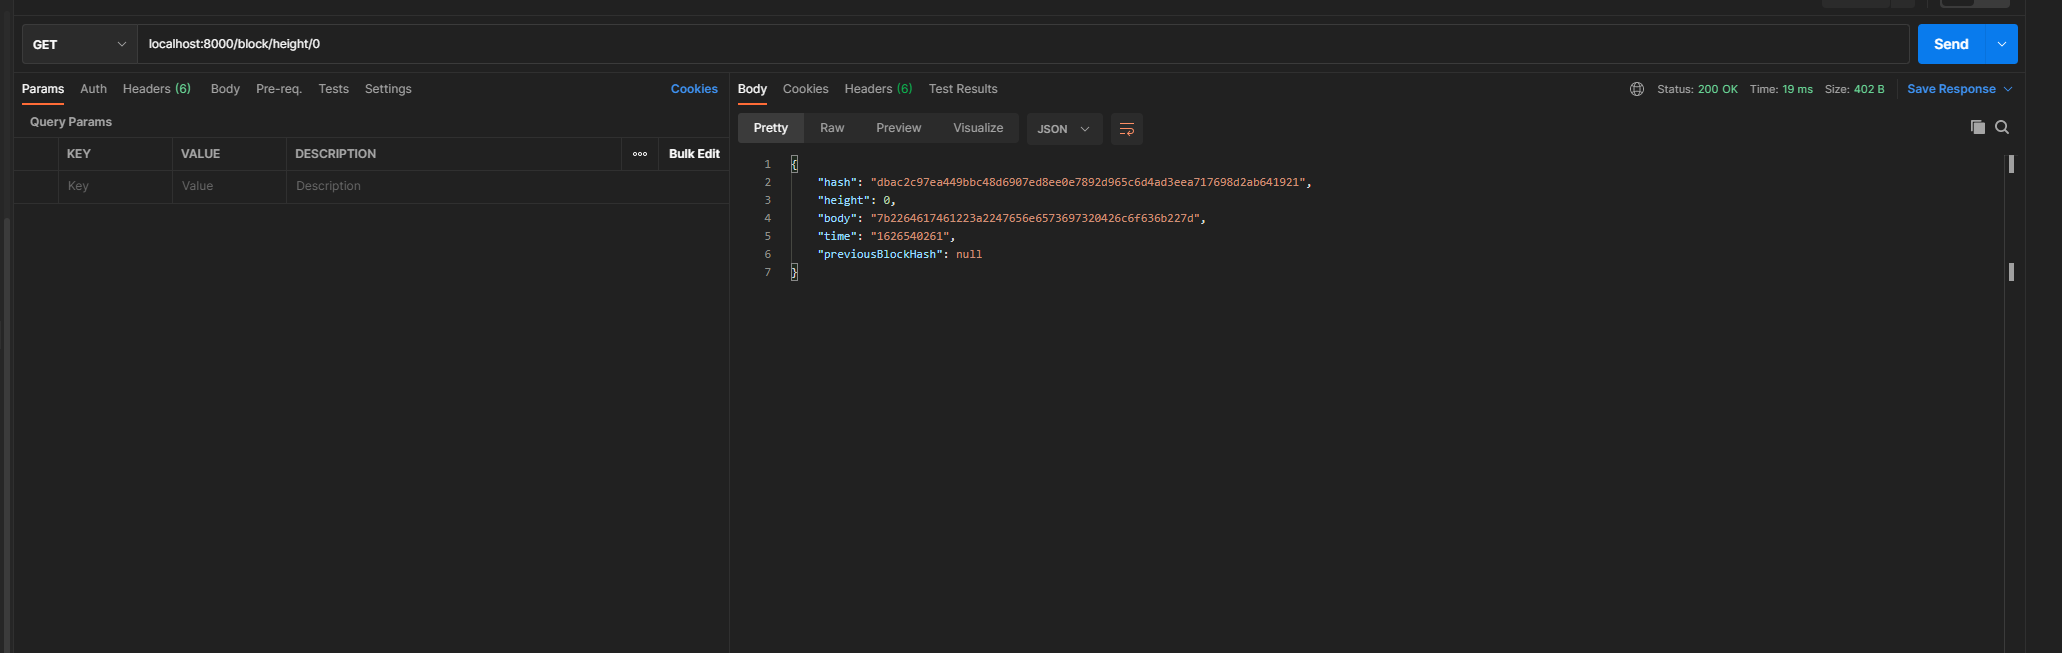 GET localhost:8000/block/height/0 Send
Params Auth Headers (6) Body Pre-req. Tests Settings Cookies
Query Params
KEY VALUE DESCRIPTION ooo Bulk Edit
Key Value Description
Body Cookies Headers (6) Test Results Status: 200 OK Time: 19 ms Size: 402 B Save Response
Pretty Raw Preview Visualize JSON
1 {
2 "hash": "dbac2c97ea449bbc48d6907ed8ee0e7892d965c6d4ad3eea717698d2ab641921",
3 "height": 0,
4 "body": "7b2264617461223a2247656e6573697320426c6f636b227d",
5 "time": "1626540261",
6 "previousBlockHash": null
7 }